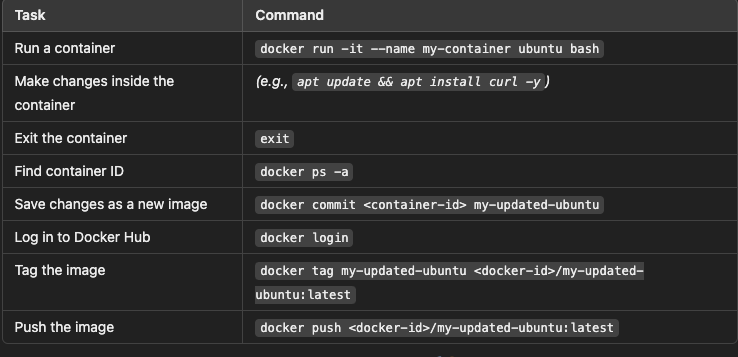 Task Command
Run a container docker run -it --name my-container ubuntu bash
Make changes inside the (e.g., apt update && apt install curl -y)
container
Exit the container exit
Find container ID docker ps -a
Save changes as a new image docker commit <container-id> my-updated-ubuntu
Log in to Docker Hub docker login
Tag the image docker tag my-updated-ubuntu <docker-id>/my-updated-
ubuntu:latest
Push the image docker push <docker-id>/my-updated-ubuntu:latest